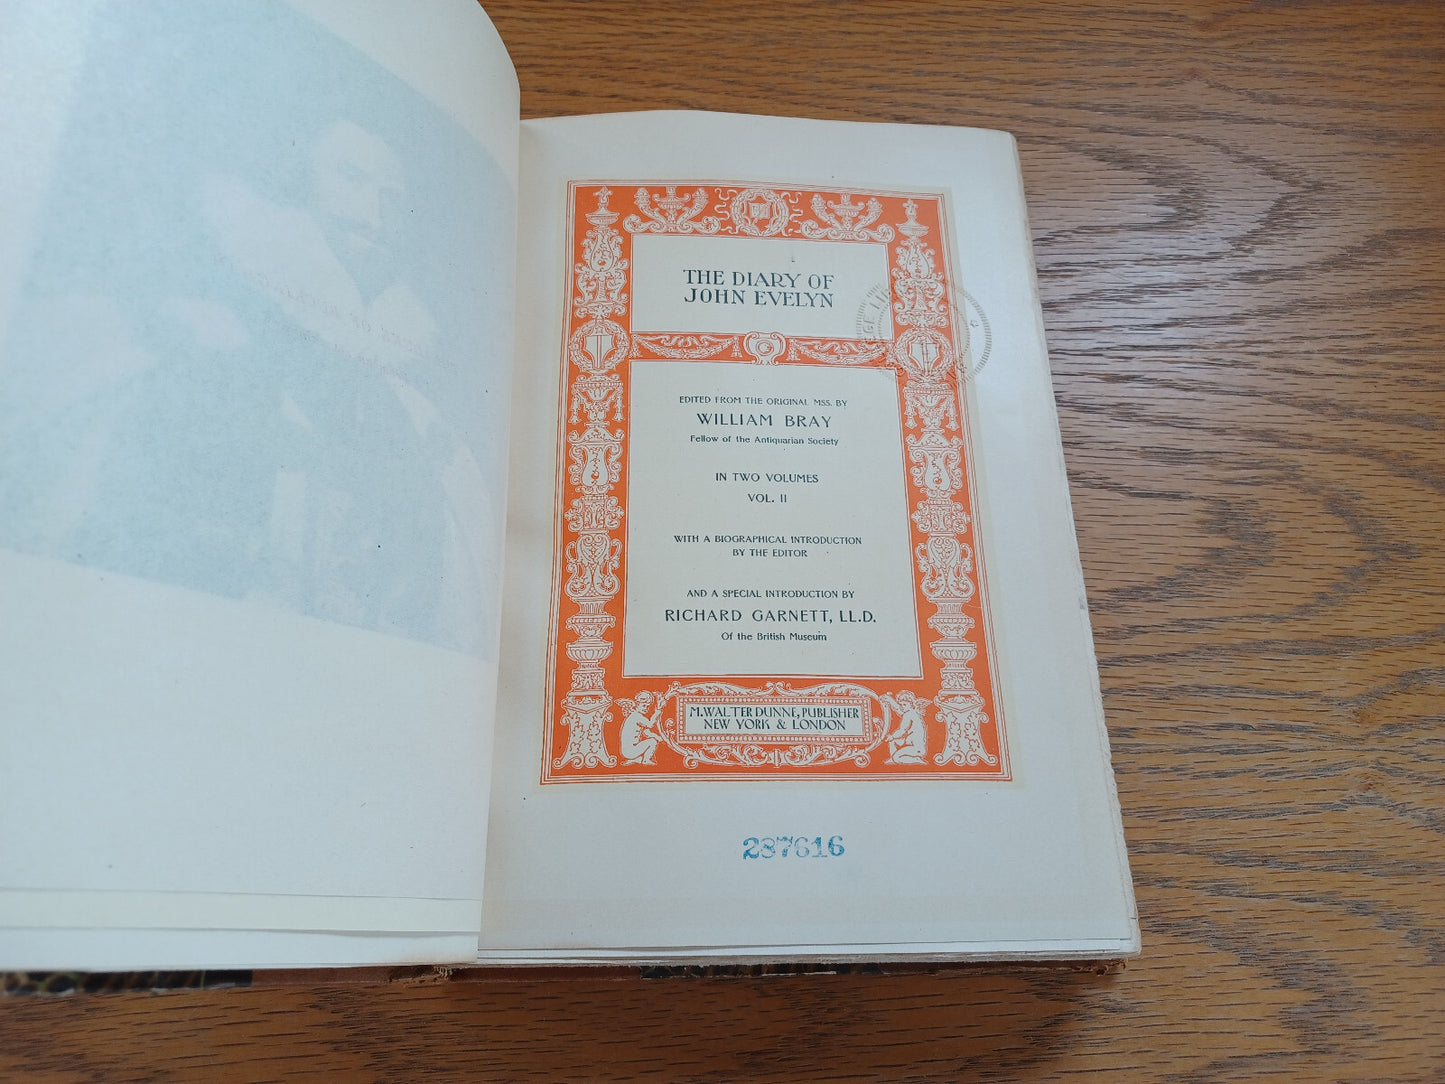 THE DIARY OF
JOHN EVELYN
EDITED FROM THE ORIGINAL MSS. BY
WILLIAM BRAY
Fellow of the Antiquarian Society
IN TWO VOLUMES
VOL. II
WITH A BIOGRAPHICAL INTRODUCTION
BY THE EDITOR
AND A SPECIAL INTRODUCTION BY
RICHARD GARNETT, LL.D.
Of the British Museum
M. WALTER DUNNE, PUBLISHER
NEW YORK & LONDON
287616